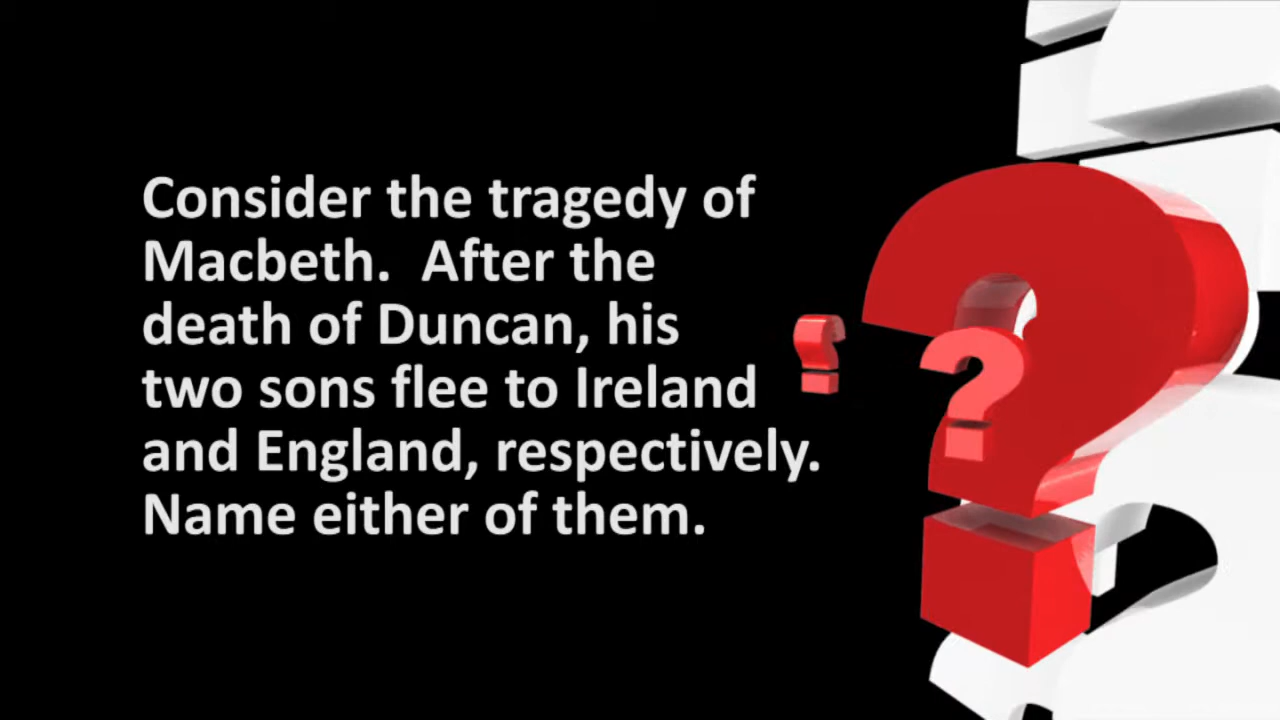 Consider the tragedy of
Macbeth.  After the
death of Duncan, his
two sons flee to Ireland
and England, respectively.
Name either of them.